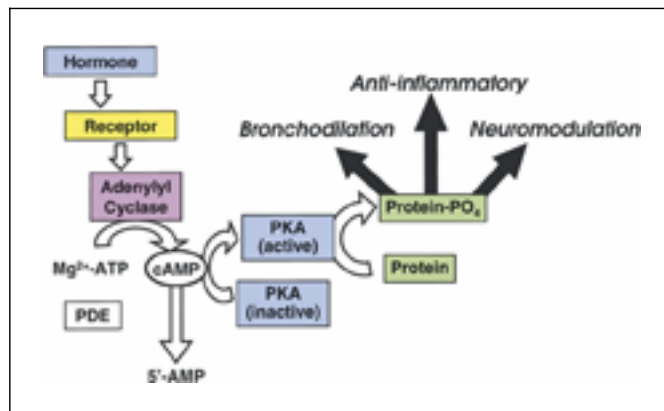 Hormone
Receptor
Adenylyl
Cyclase
Mg²⁺-ATP
cAMP
PDE
5'-AMP
PKA
(active)
PKA
(inactive)
Anti-inflammatory
Bronchodilation
Neuromodulation
Protein-PO₄
Protein